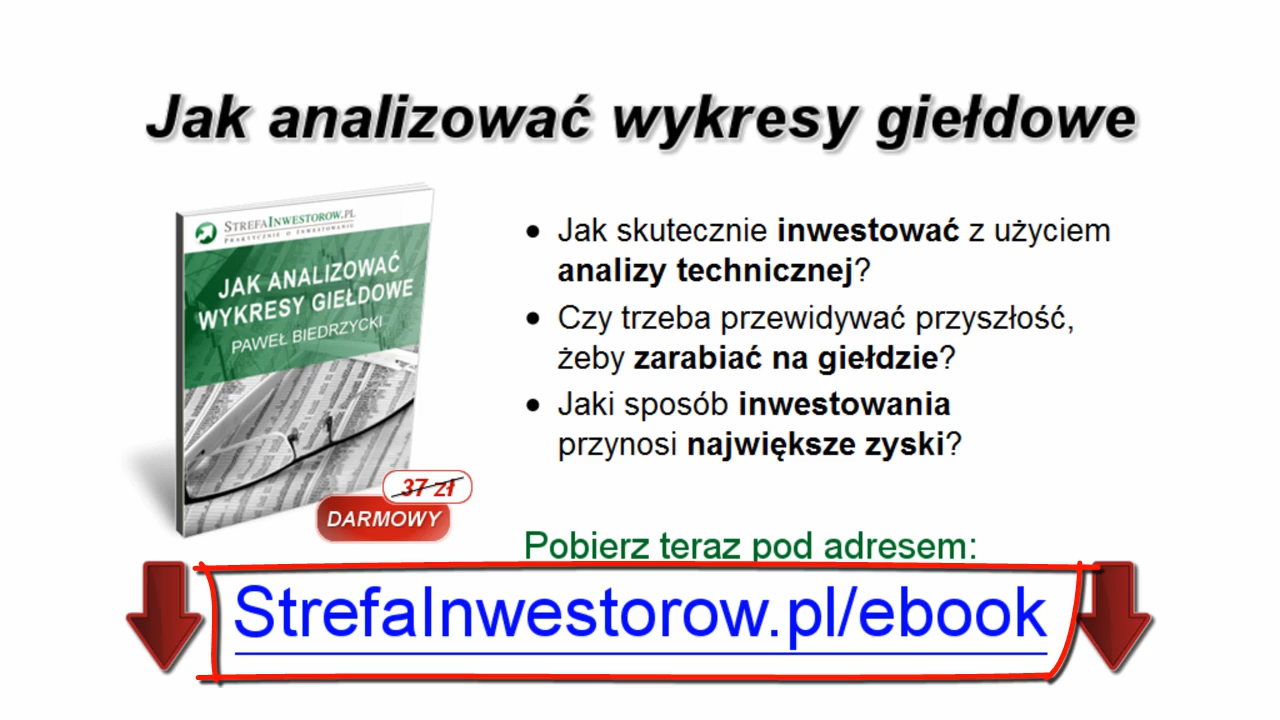 Jak analizować wykresy giełdowe
STREFAINWESTOROW.PL
PRAKTYCZNIE O INWESTOWANIU
JAK ANALIZOWAĆ
WYKRESY GIEŁDOWE
PAWEŁ BIEDRZYCKI
37 zł
DARMOWY
• Jak skutecznie inwestować z użyciem
analizy technicznej?
• Czy trzeba przewidywać przyszłość,
żeby zarabiać na giełdzie?
• Jaki sposób inwestowania
przynosi największe zyski?
Pobierz teraz pod adresem:
StrefaInwestorow.pl/ebook